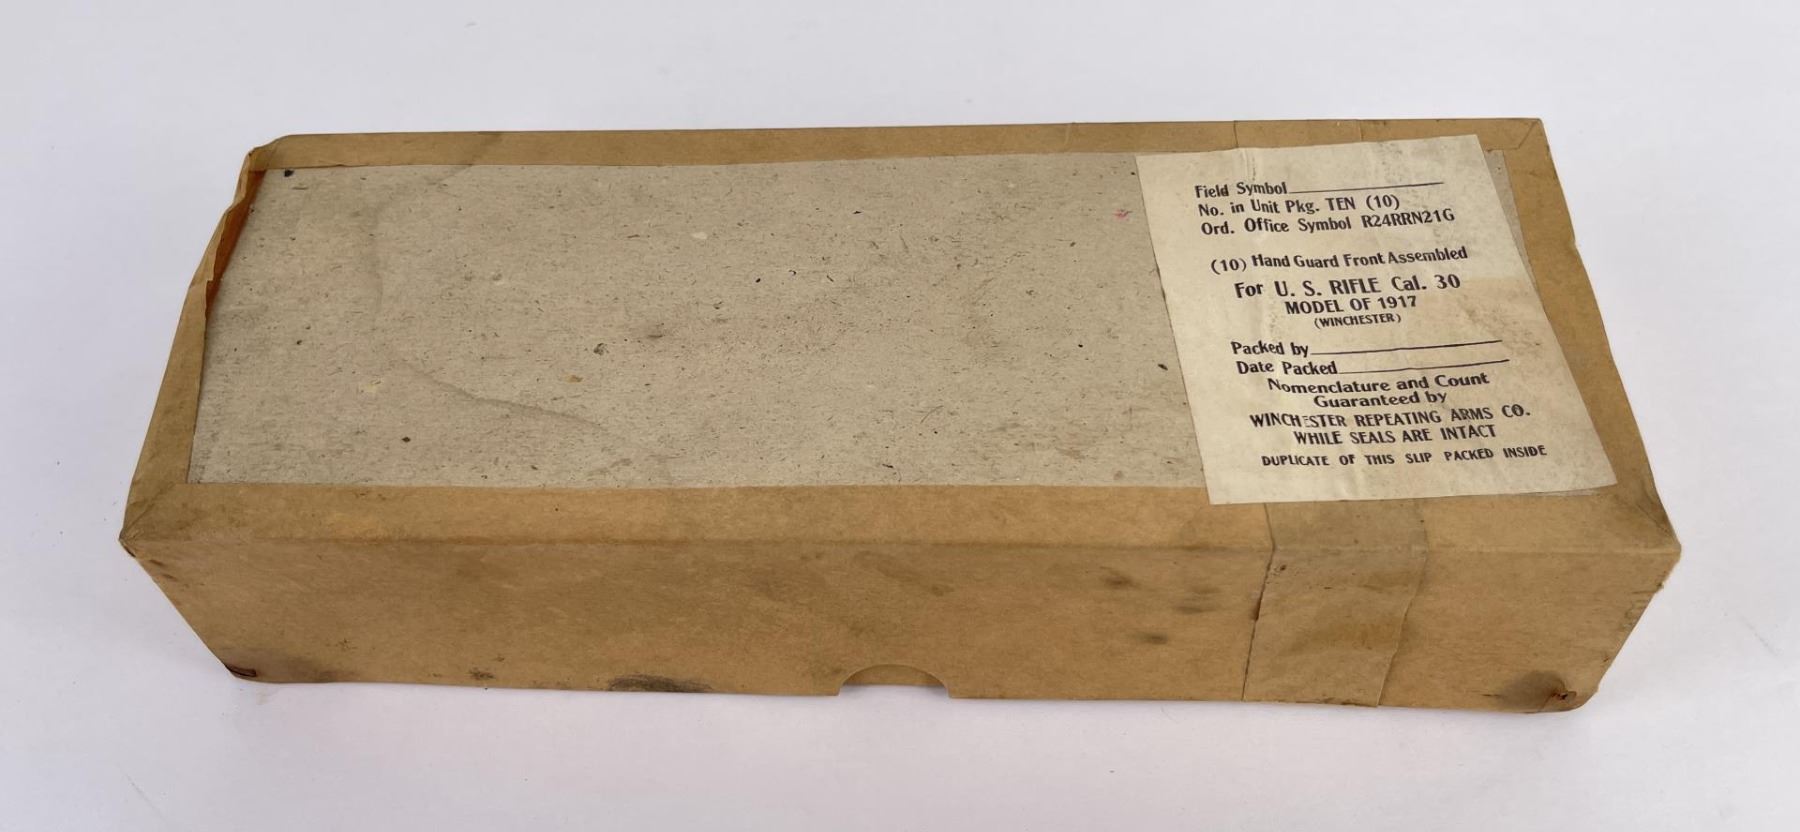 Field Symbol
No. in Unit Pkg. TEN (10)
Ord. Office Symbol R24RRN21G
(10) Hand Guard Front Assembled
For U. S. RIFLE Cal. 30
MODEL OF 1917
(WINCHESTER)
Packed by
Date Packed
Nomenclature and Count
Guaranteed by
WINCHESTER REPEATING ARMS CO.
WHILE SEALS ARE INTACT
DUPLICATE OF THIS SLIP PACKED INSIDE